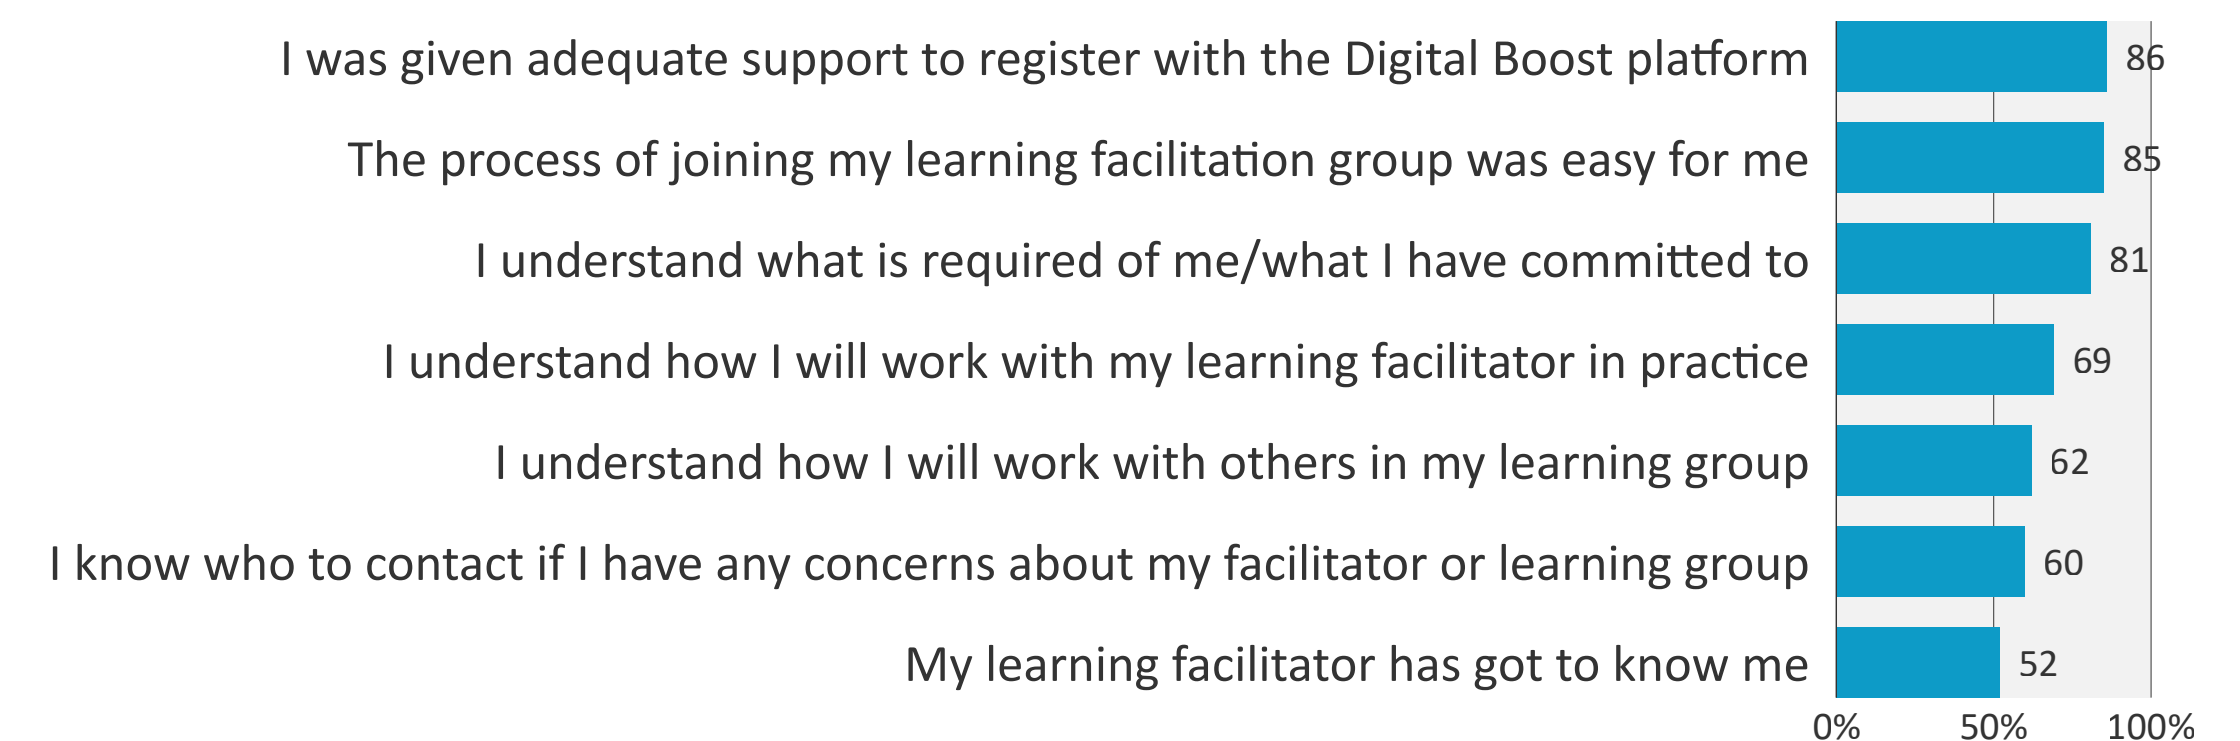 I was given adequate support to register with the Digital Boost platform 86
The process of joining my learning facilitation group was easy for me 85
I understand what is required of me/what I have committed to 81
I understand how I will work with my learning facilitator in practice 69
I understand how I will work with others in my learning group 62
I know who to contact if I have any concerns about my facilitator or learning group 60
My learning facilitator has got to know me 52
0% 50% 100%